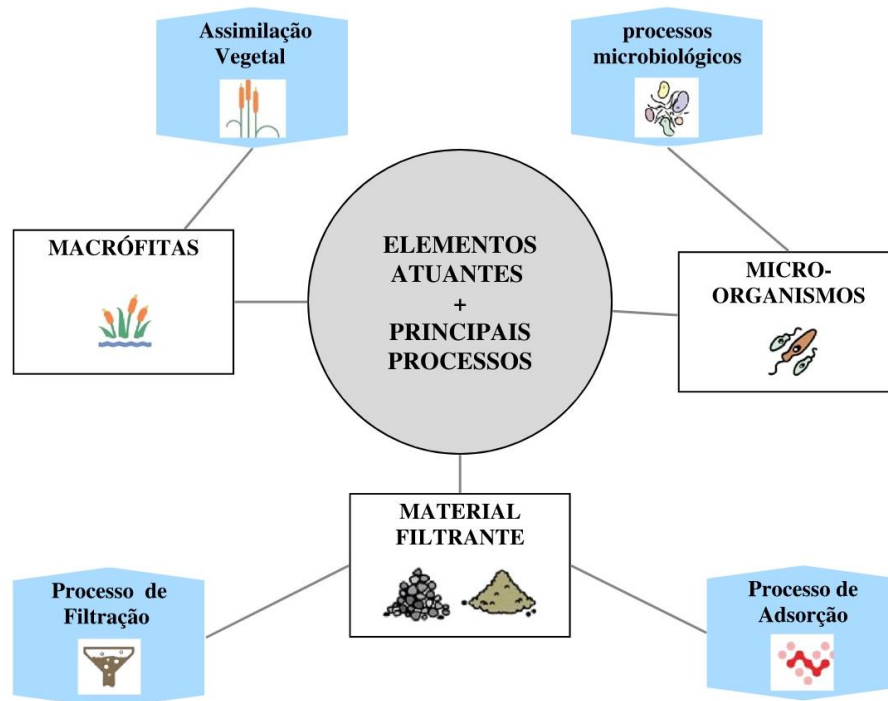 Assimilação
Vegetal
processos
microbiológicos
MACRÓFITAS
ELEMENTOS
ATUANTES
+
PRINCIPAIS
PROCESSOS
MICRO-
ORGANISMOS
MATERIAL
FILTRANTE
Processo de
Filtração
Processo de
Adsorção